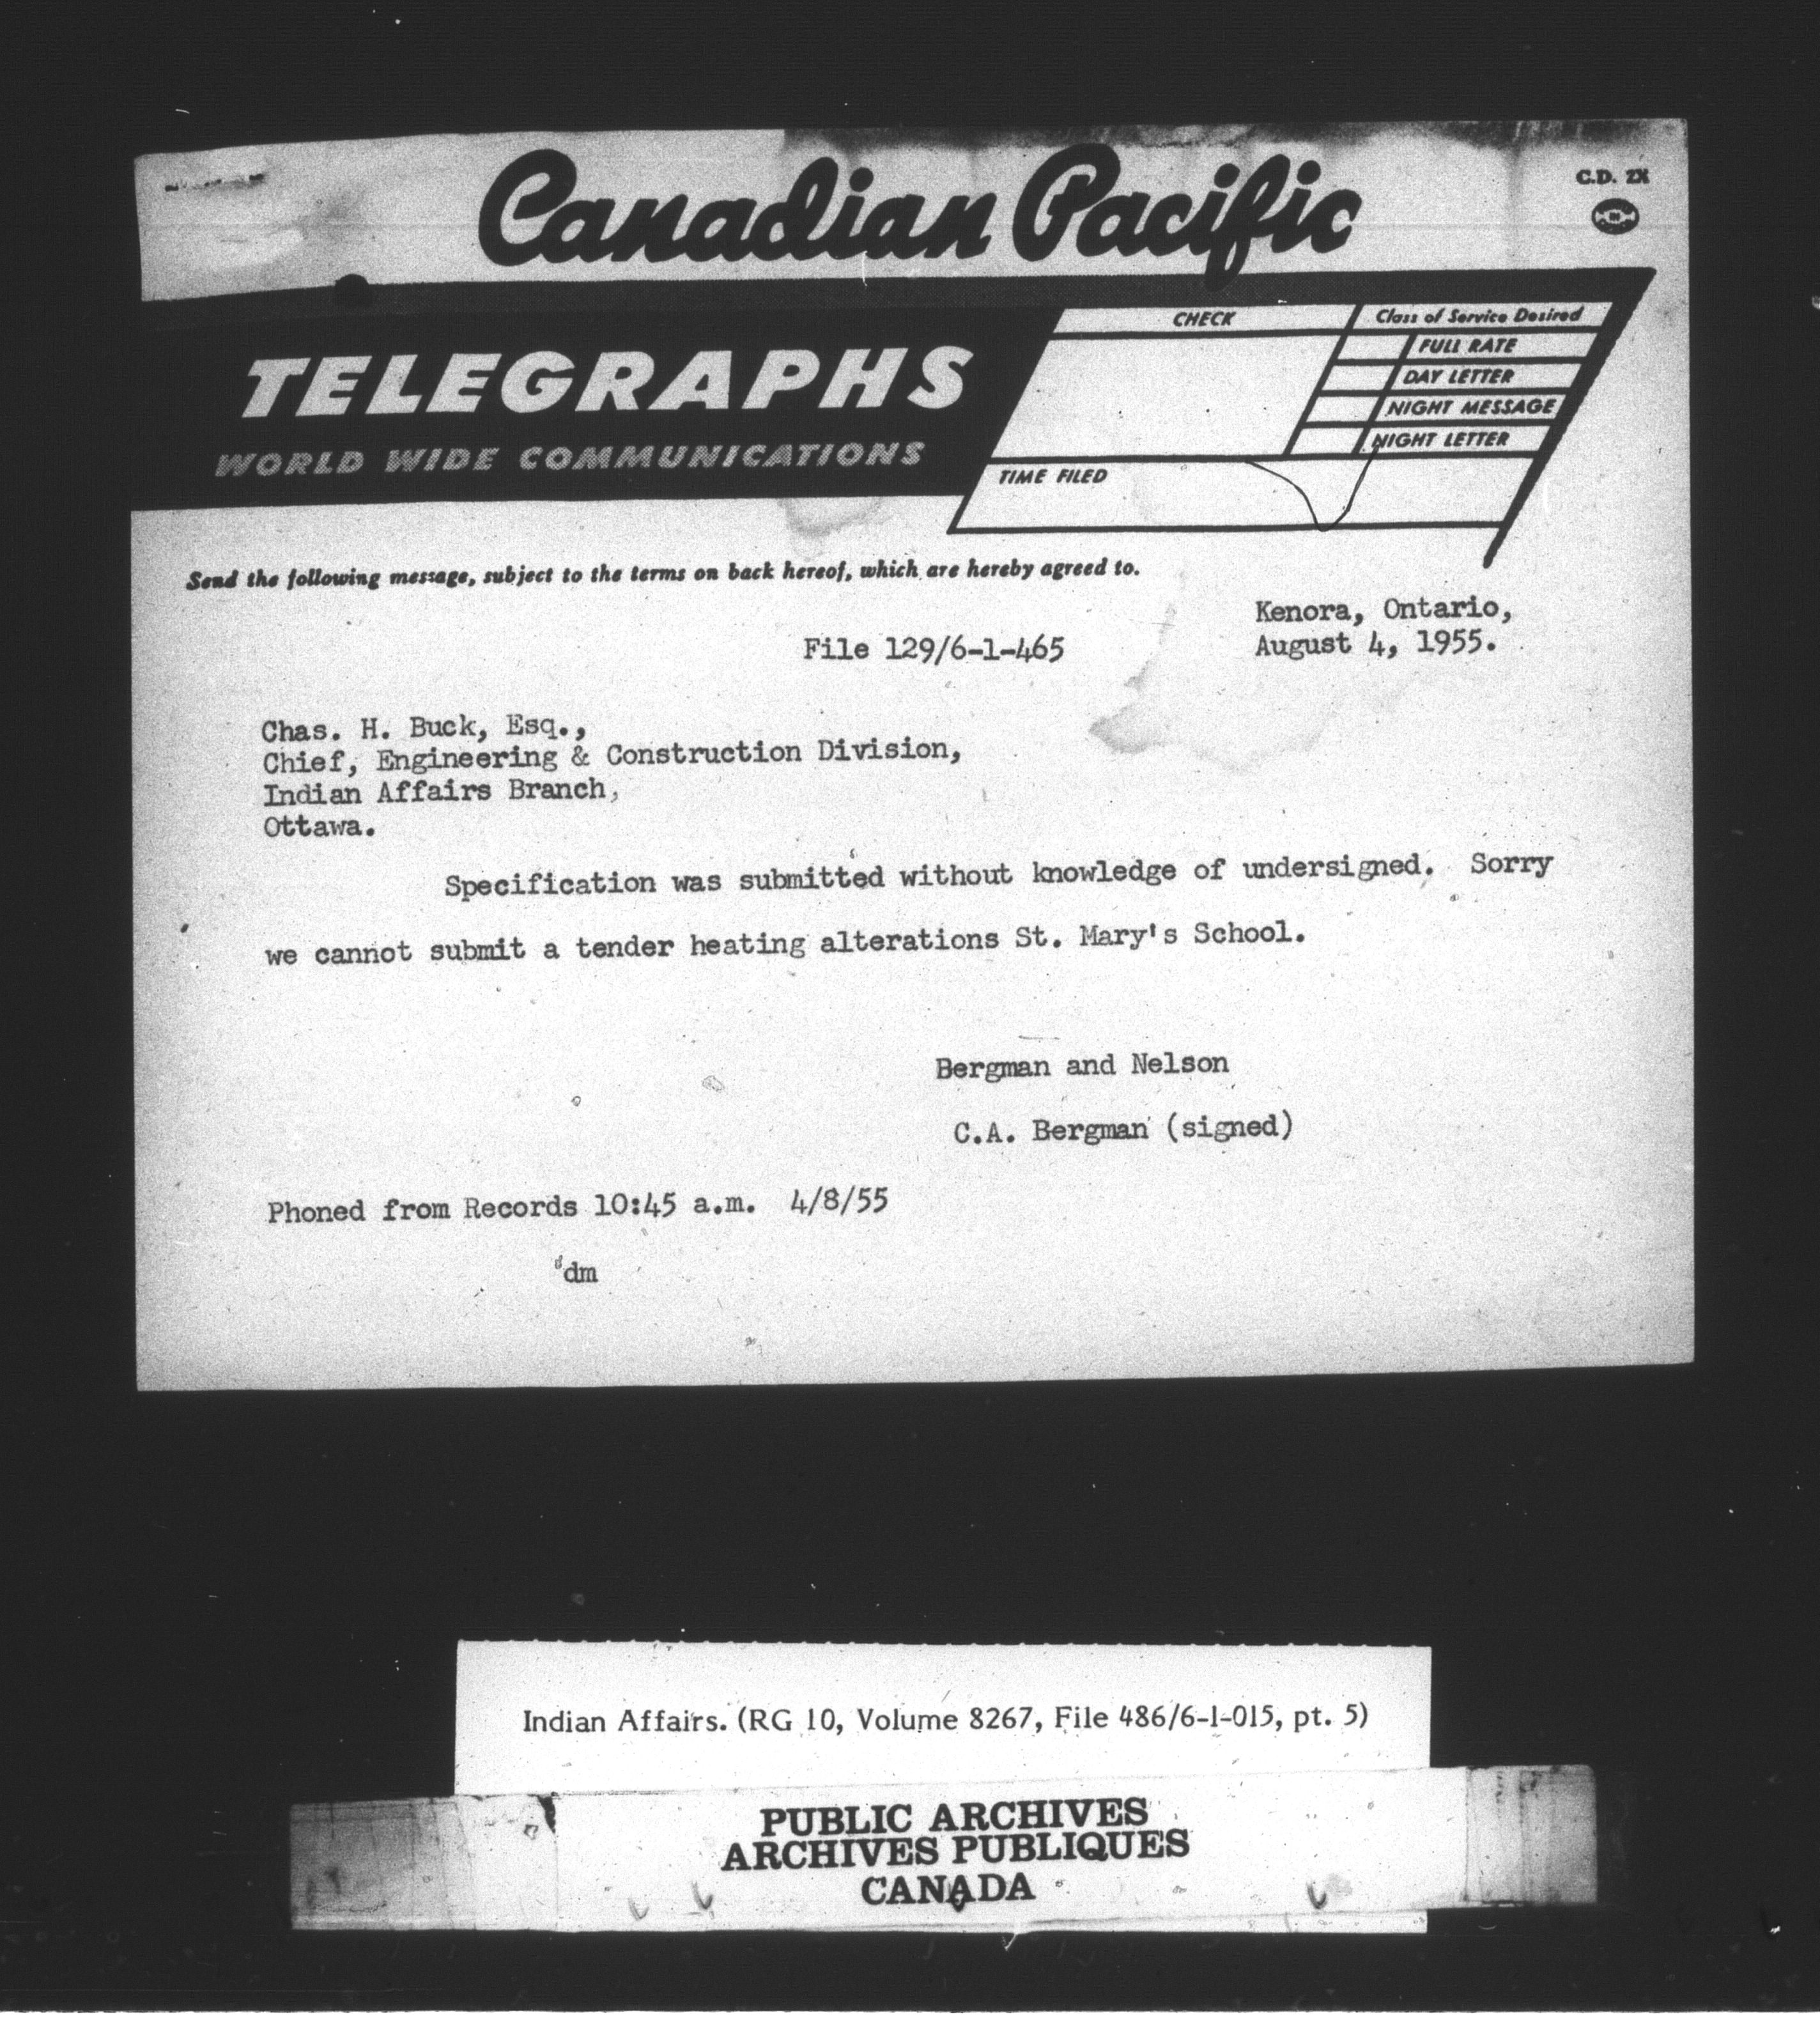 Canadian Pacific
C.D. 2X
TELEGRAPHS
WORLD WIDE COMMUNICATIONS
CHECK
Class of Service Desired
FULL RATE
DAY LETTER
NIGHT MESSAGE
NIGHT LETTER
TIME FILED
Send the following message, subject to the terms on back hereof, which are hereby agreed to.
Kenora, Ontario,
File 129/6-1-465
August 4, 1955.
Chas. H. Buck, Esq.,
Chief, Engineering & Construction Division,
Indian Affairs Branch,
Ottawa.
Specification was submitted without knowledge of undersigned. Sorry
we cannot submit a tender heating alterations St. Mary's School.
Bergman and Nelson
C.A. Bergman (signed)
Phoned from Records 10:45 a.m. 4/8/55
dm
Indian Affairs. (RG 10, Volume 8267, File 486/6-1-015, pt. 5)
PUBLIC ARCHIVES
ARCHIVES PUBLIQUES
CANADA